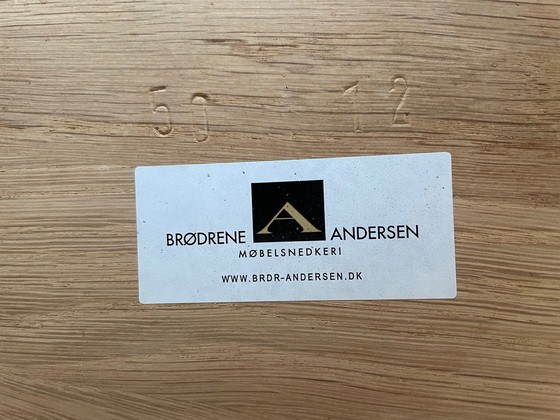 50 12
BRØDRENE A ANDERSEN
MØBELSNEDKERI
WWW.BRDR-ANDERSEN.DK